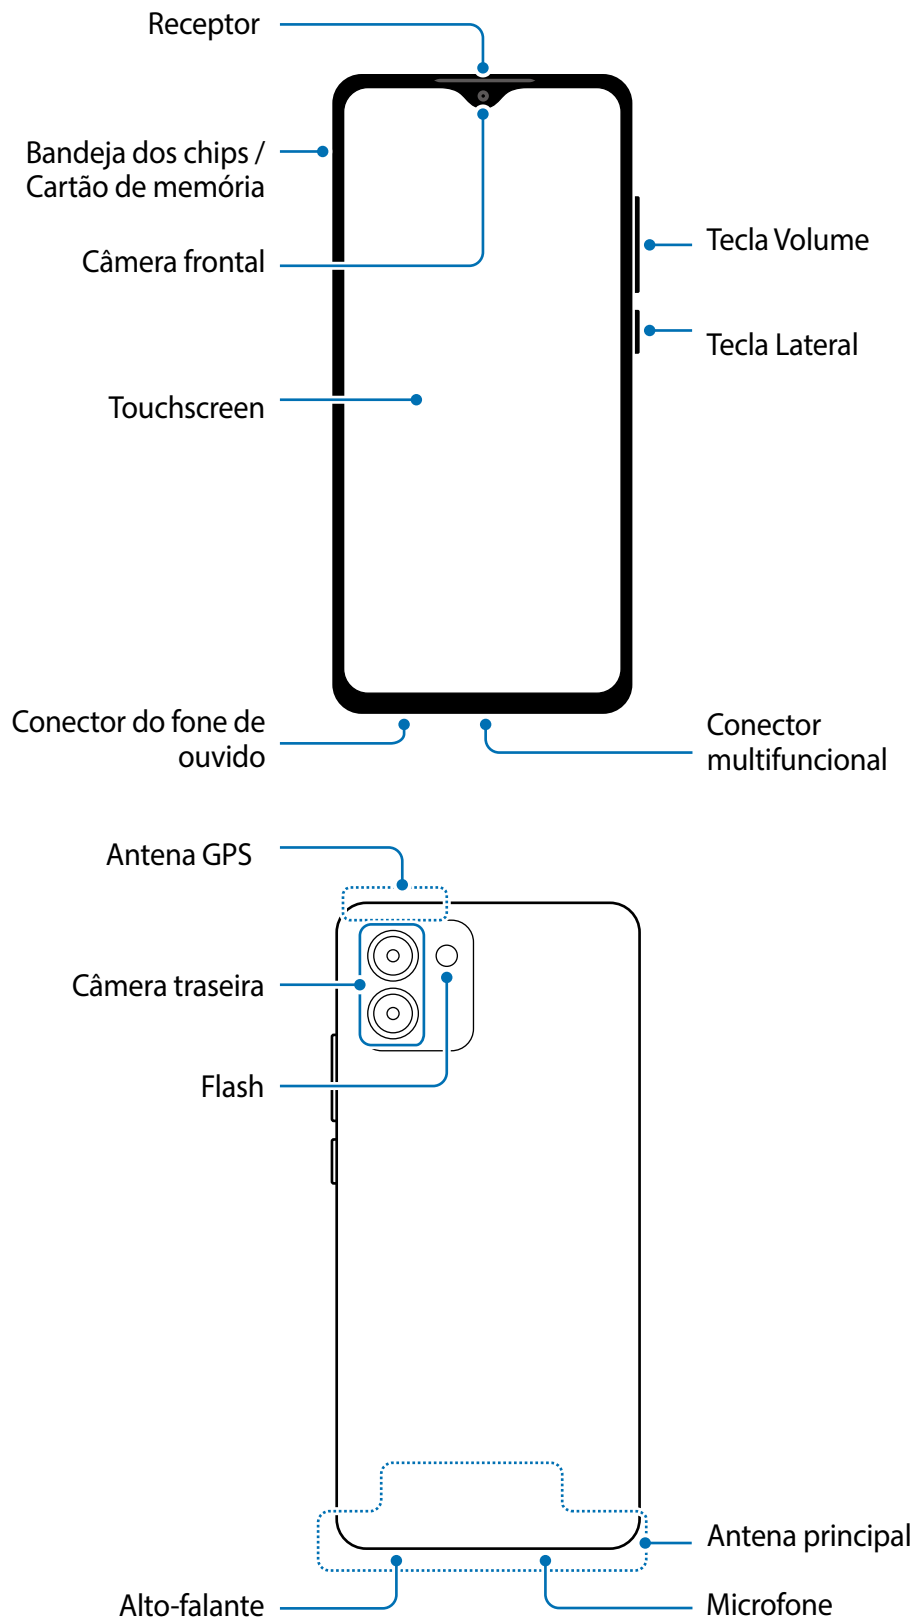 Receptor
Bandeja dos chips /
Cartão de memória
Tecla Volume
Câmera frontal
Tecla Lateral
Touchscreen
Conector do fone de
ouvido
Conector
multifuncional
Antena GPS
Câmera traseira
Flash
Antena principal
Alto-falante
Microfone